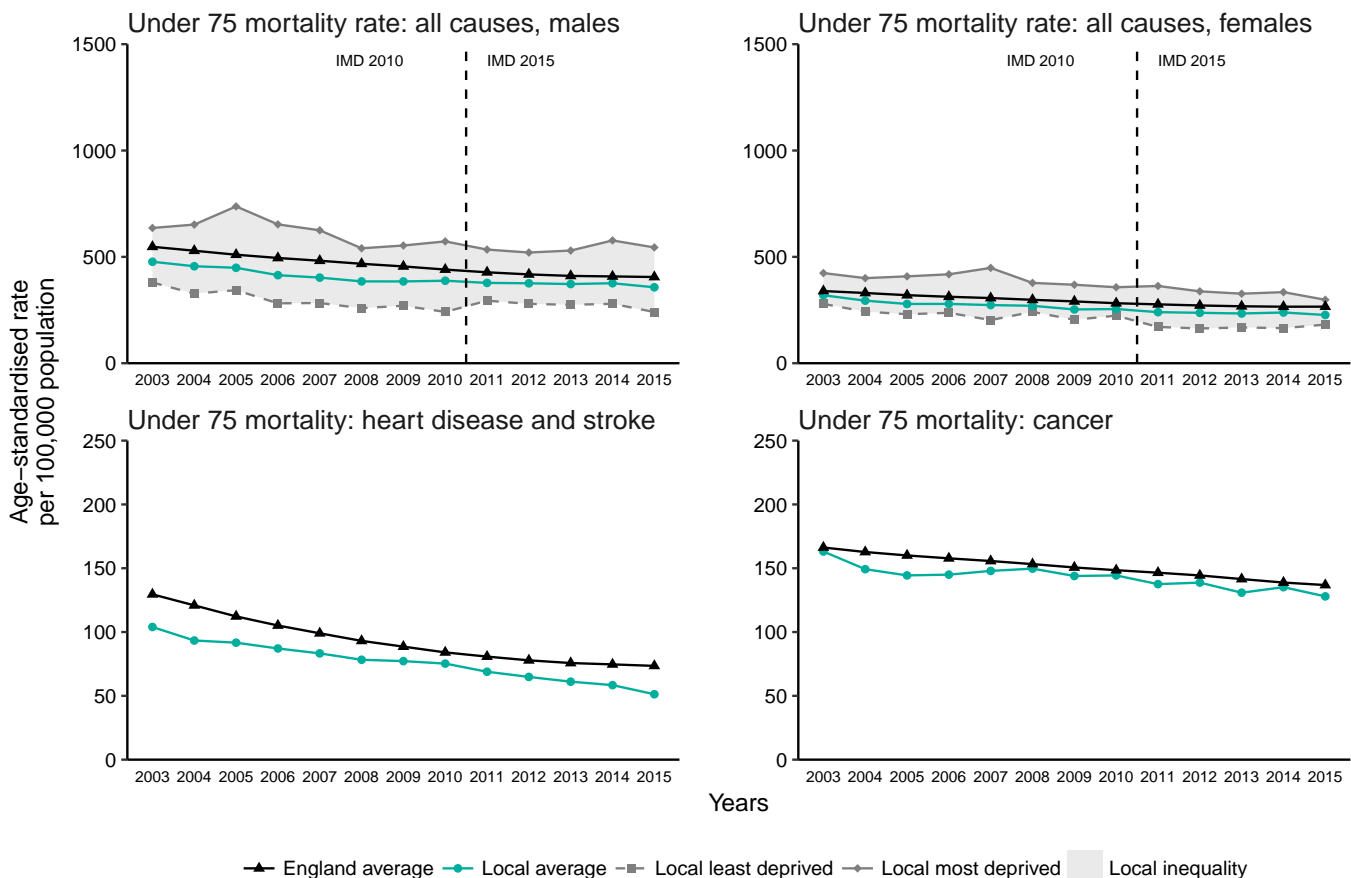 Under 75 mortality rate: all causes, males
IMD 2010
IMD 2015
1500
1000
500
0
2003 2004 2005 2006 2007 2008 2009 2010 2011 2012 2013 2014 2015
Under 75 mortality rate: all causes, females
IMD 2010
IMD 2015
1500
1000
500
0
2003 2004 2005 2006 2007 2008 2009 2010 2011 2012 2013 2014 2015
Age−standardised rate
per 100,000 population
Under 75 mortality: heart disease and stroke
250
200
150
100
50
0
2003 2004 2005 2006 2007 2008 2009 2010 2011 2012 2013 2014 2015
Under 75 mortality: cancer
250
200
150
100
50
0
2003 2004 2005 2006 2007 2008 2009 2010 2011 2012 2013 2014 2015
Years
England average Local average Local least deprived Local most deprived Local inequality